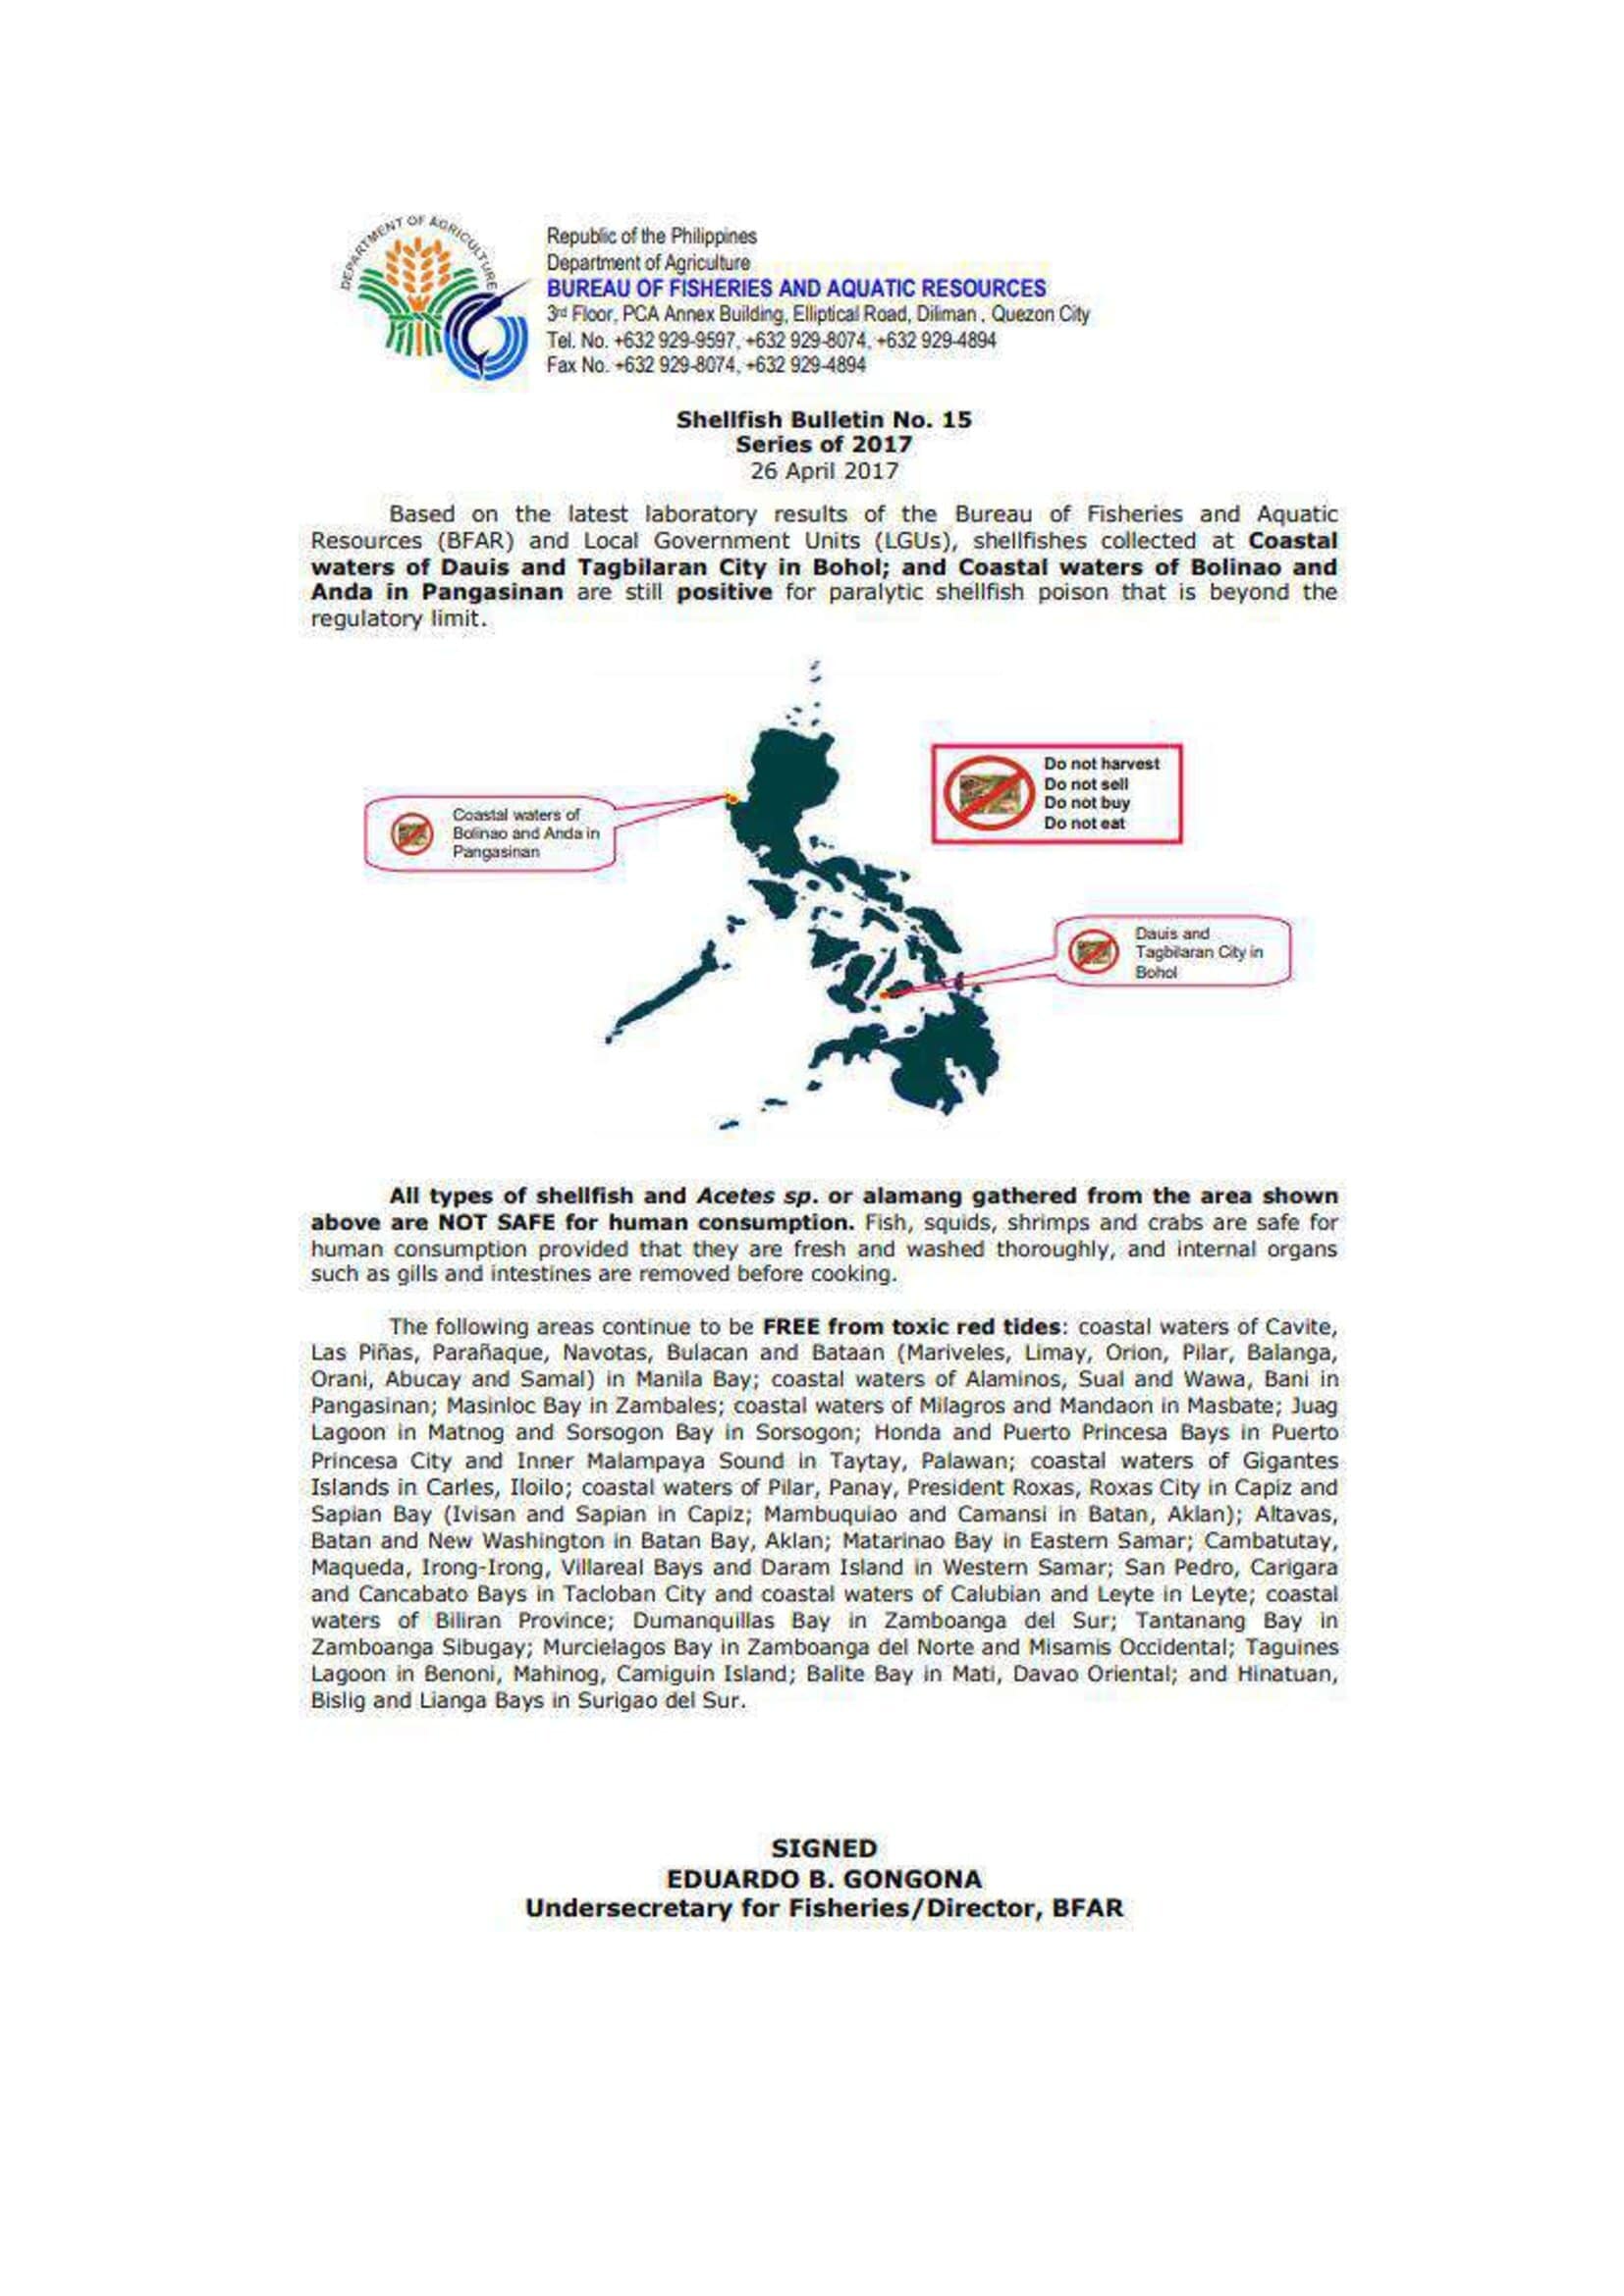 DEPARTMENT OF AGRICULTURE
Republic of the Philippines
Department of Agriculture
BUREAU OF FISHERIES AND AQUATIC RESOURCES
3rd Floor, PCA Annex Building, Elliptical Road, Diliman , Quezon City
Tel. No. +632 929-9597, +632 929-8074, +632 929-4894
Fax No. +632 929-8074, +632 929-4894
Shellfish Bulletin No. 15
Series of 2017
26 April 2017
Based on the latest laboratory results of the Bureau of Fisheries and Aquatic
Resources (BFAR) and Local Government Units (LGUs), shellfishes collected at Coastal
waters of Dauis and Tagbilaran City in Bohol; and Coastal waters of Bolinao and
Anda in Pangasinan are still positive for paralytic shellfish poison that is beyond the
regulatory limit.
Do not harvest
Do not sell
Do not buy
Do not eat
Coastal waters of
Bolinao and Anda in
Pangasinan
Dauis and
Tagbilaran City in
Bohol
All types of shellfish and Acetes sp. or alamang gathered from the area shown
above are NOT SAFE for human consumption. Fish, squids, shrimps and crabs are safe for
human consumption provided that they are fresh and washed thoroughly, and internal organs
such as gills and intestines are removed before cooking.
The following areas continue to be FREE from toxic red tides: coastal waters of Cavite,
Las Piñas, Parañaque, Navotas, Bulacan and Bataan (Mariveles, Limay, Orion, Pilar, Balanga,
Orani, Abucay and Samal) in Manila Bay; coastal waters of Alaminos, Sual and Wawa, Bani in
Pangasinan; Masinloc Bay in Zambales; coastal waters of Milagros and Mandaon in Masbate; Juag
Lagoon in Matnog and Sorsogon Bay in Sorsogon; Honda and Puerto Princesa Bays in Puerto
Princesa City and Inner Malampaya Sound in Taytay, Palawan; coastal waters of Gigantes
Islands in Carles, Iloilo; coastal waters of Pilar, Panay, President Roxas, Roxas City in Capiz and
Sapian Bay (Ivisan and Sapian in Capiz; Mambuquiao and Camansi in Batan, Aklan); Altavas,
Batan and New Washington in Batan Bay, Aklan; Matarinao Bay in Eastern Samar; Cambatutay,
Maqueda, Irong-Irong, Villareal Bays and Daram Island in Western Samar; San Pedro, Carigara
and Cancabato Bays in Tacloban City and coastal waters of Calubian and Leyte in Leyte; coastal
waters of Biliran Province; Dumanquillas Bay in Zamboanga del Sur; Tantanang Bay in
Zamboanga Sibugay; Murcielagos Bay in Zamboanga del Norte and Misamis Occidental; Taguines
Lagoon in Benoni, Mahinog, Camiguin Island; Balite Bay in Mati, Davao Oriental; and Hinatuan,
Bislig and Lianga Bays in Surigao del Sur.
SIGNED
EDUARDO B. GONGONA
Undersecretary for Fisheries/Director, BFAR